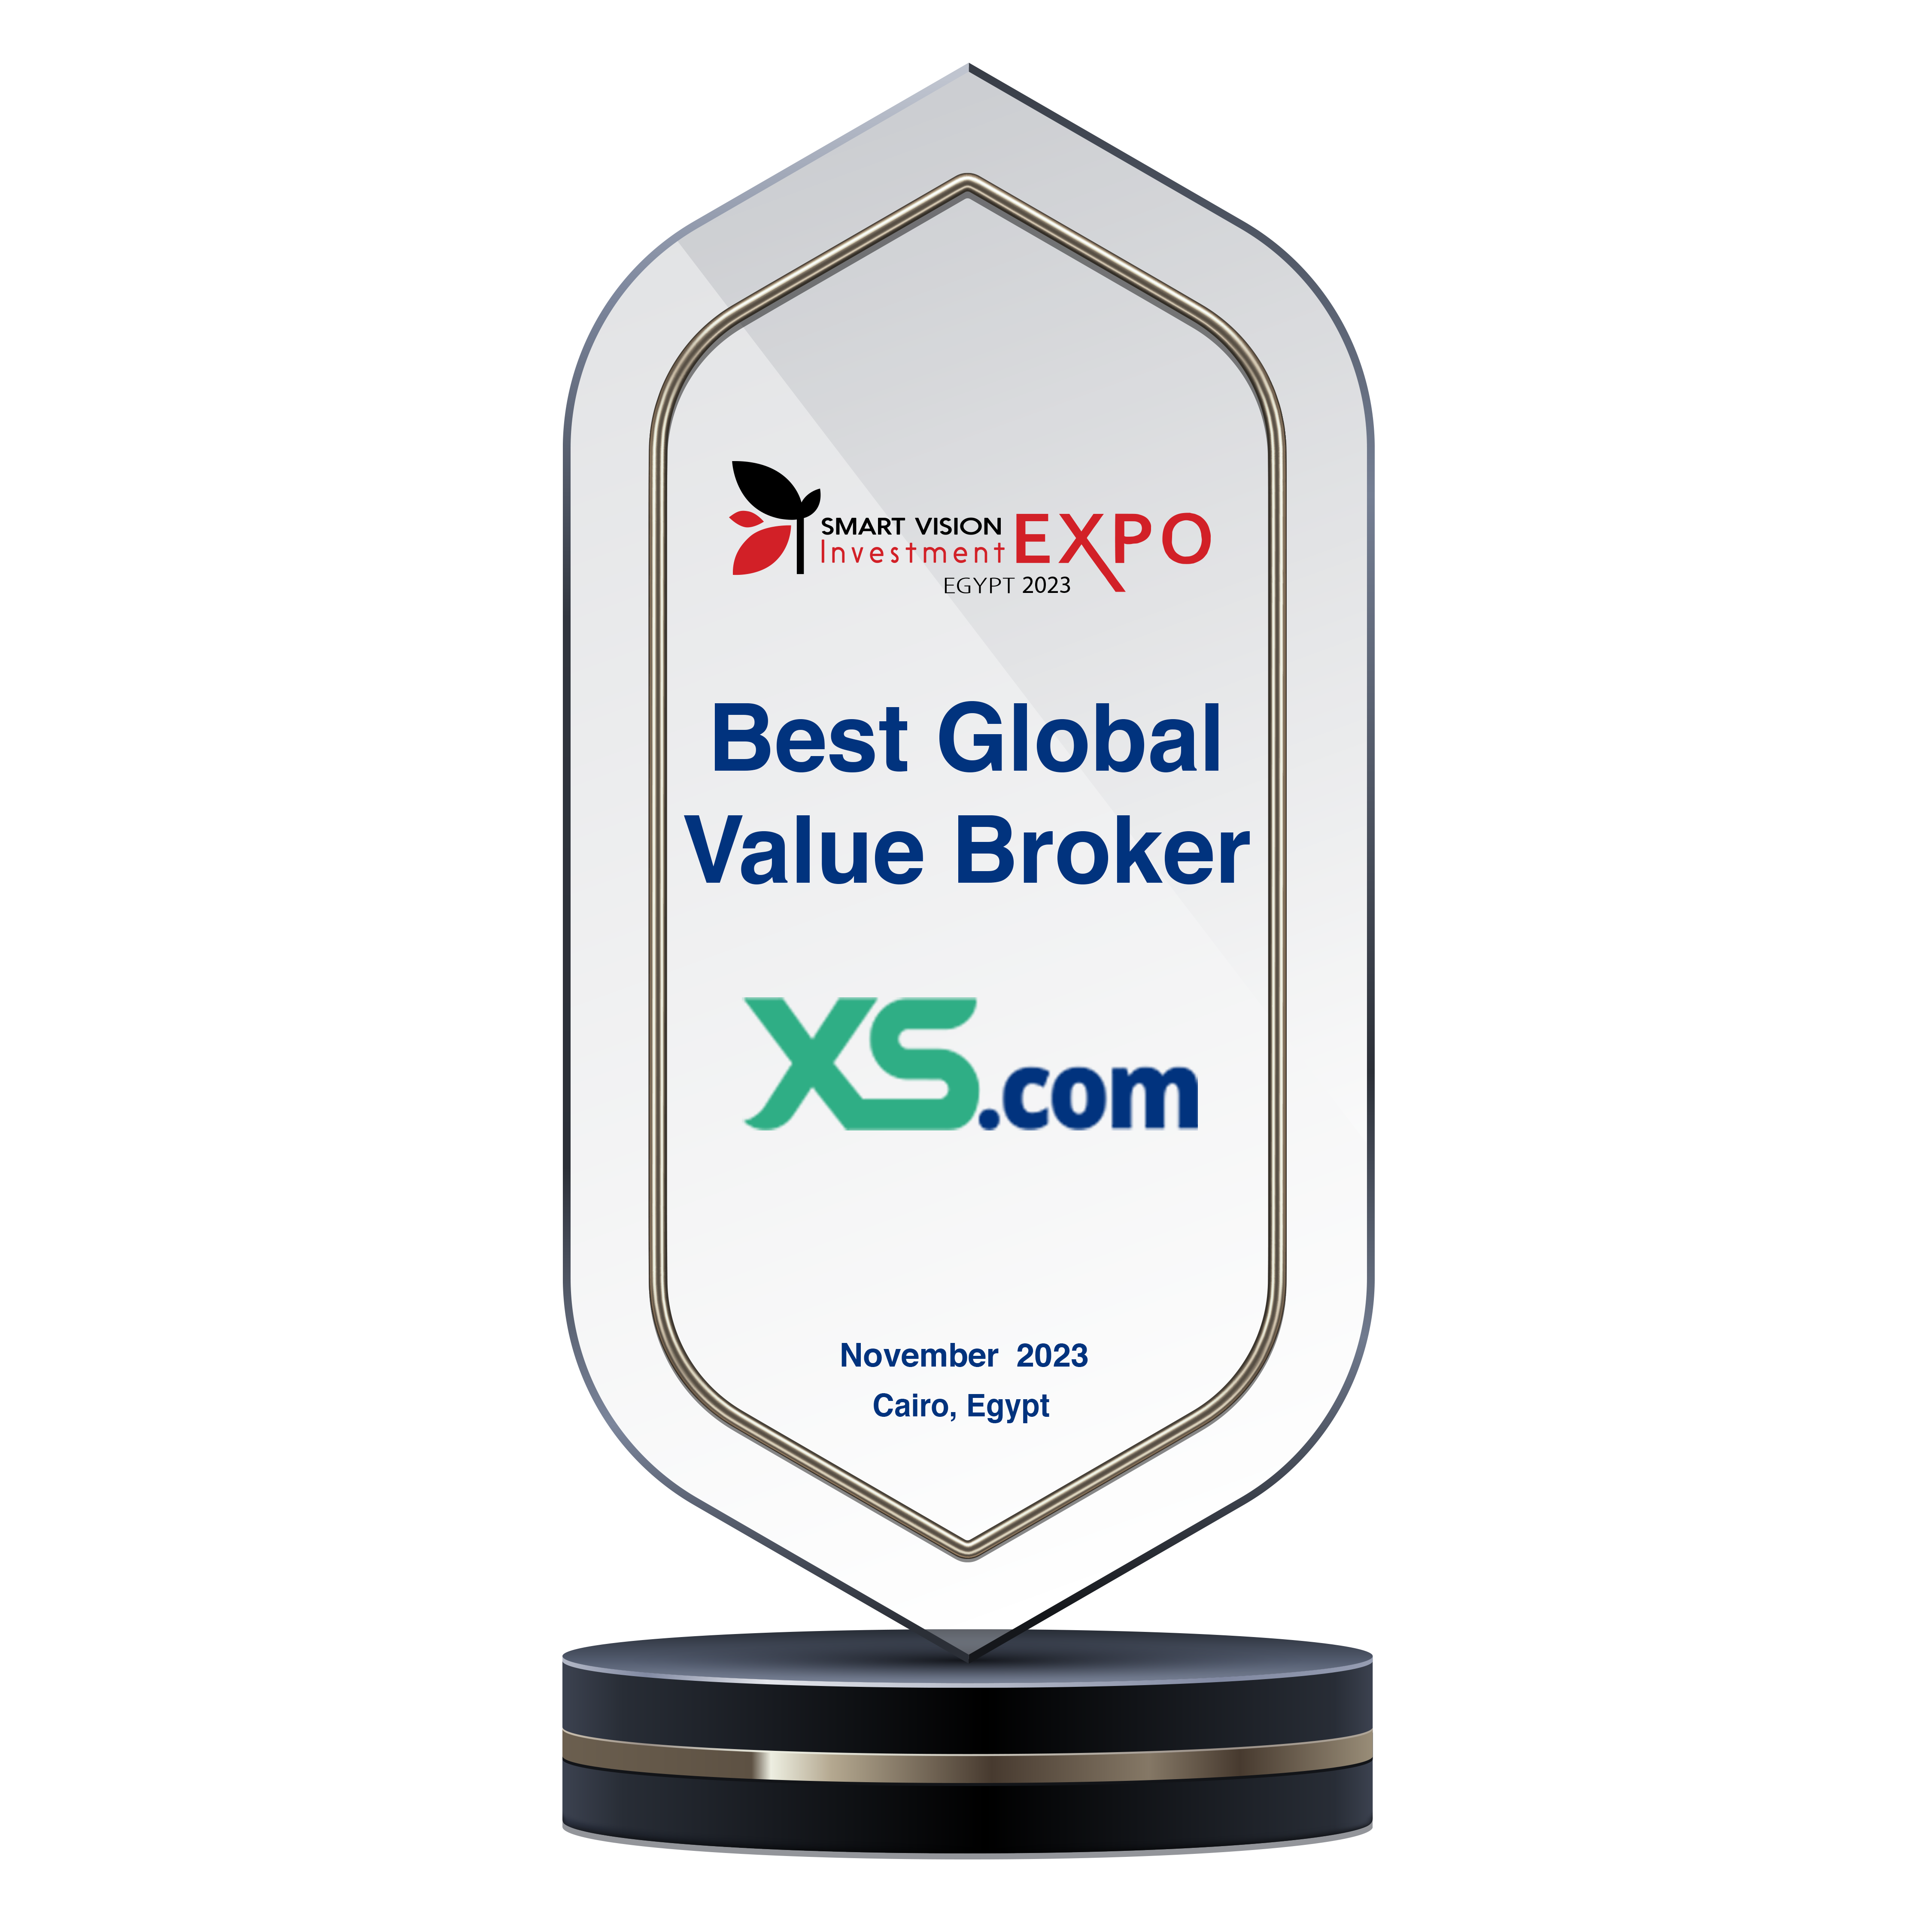 SMART VISION
Investment EXPO
EGYPT 2023
Best Global
Value Broker
XS.com
November 2023
Cairo, Egypt